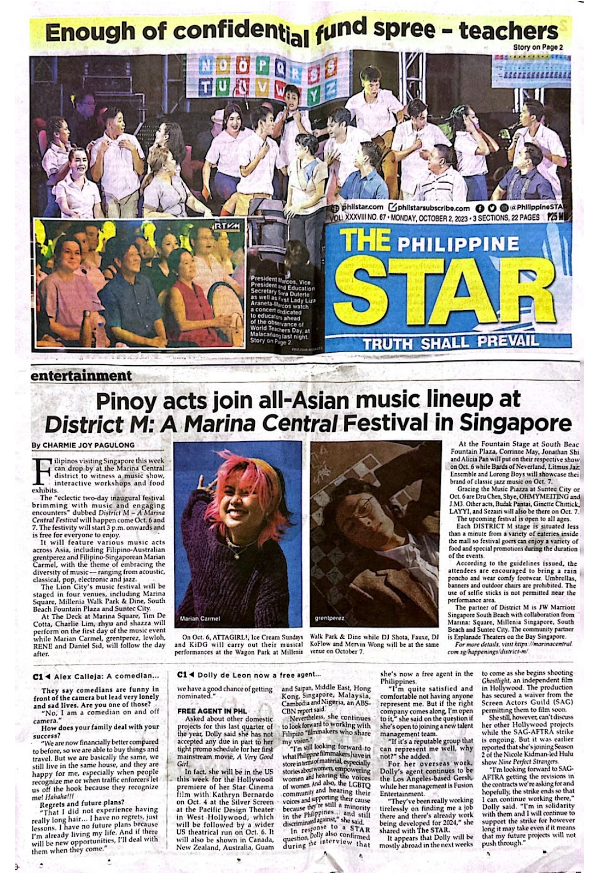 Enough of confidential fund spree – teachers
Story on Page 2
N O Ö P Q R S
T U Ü V W Y Z
philstar.com philstarsubscribe.com @PhilippineSTAR
VOL. XXXVIII NO. 67 • MONDAY, OCTOBER 2, 2023 • 3 SECTIONS, 22 PAGES P25
RTVM
President Marcos, Vice
President and Education
Secretary Sara Duterte
as well as First Lady Liza
Araneta-Marcos watch
a concert dedicated
to educators ahead
of the observance of
World Teachers Day, at
Malacañang last night.
Story on Page 2
THE PHILIPPINE
STAR
TRUTH SHALL PREVAIL
entertainment
Pinoy acts join all-Asian music lineup at
District M: A Marina Central Festival in Singapore
By CHARMIE JOY PAGULONG
Filipinos visiting Singapore this week
can drop by at the Marina Central
district to witness a music show,
interactive workshops and food
exhibits.
The "eclectic two-day inaugural festival
brimming with music and engaging
encounters" dubbed District M – A Marina
Central Festival will happen come Oct. 6 and
7. The festivity will start 3 p.m. onwards and
is free for everyone to enjoy.
It will feature various music acts
across Asia, including Filipino-Australian
grentperez and Filipino-Singaporean Marian
Carmel, with the theme of embracing the
diversity of music — ranging from acoustic,
classical, pop, electronic and jazz.
The Lion City's music festival will be
staged in four venues, including Marina
Square, Millenia Walk Park & Dine, South
Beach Fountain Plaza and Suntec City.
At The Deck at Marina Square, Tim De
Cotta, Charlie Lim, shyu and shazza will
perform on the first day of the music event
while Marian Carmel, grentperez, lewloh,
RENE and Daniel Sid, will follow the day
after.
Marian Carmel
grentperez
On Oct. 6, ATTAGIRL!, Ice Cream Sundays
and KiDG will carry out their musical
performances at the Wagon Park at Millenia
Walk Park & Dine while DJ Shota, Fauxe, DJ
KoFlow and Mervin Wong will be at the same
venue on October 7.
At the Fountain Stage at South Beac
Fountain Plaza, Corrinne May, Jonathan Shi
and Alicia Pan will put on their respective show
on Oct. 6 while Bards of Neverland, Litmus Jazz
Ensemble and Lorong Boys will showcase thei
brand of classic jazz music on Oct. 7.
Gracing the Music Piazza at Suntec City or
Oct. 6 are Dru Chen, Shye, OHMYMEITING and
J.M3. Other acts, Budak Pantai, Ginette Chittick,
LAYYI, and Sezairi will also be there on Oct. 7.
The upcoming festival is open to all ages.
Each DISTRICT M stage is situated less
than a minute from a variety of eateries inside
the mall so festival goers can enjoy a variety of
food and special promotions during the duration
of the events.
According to the guidelines issued, the
attendees are encouraged to bring a rain
poncho and wear comfy footwear. Umbrellas,
banners and outdoor chairs are prohibited. The
use of selfie sticks is not permitted near the
performance area.
The partner of District M is JW Marriott
Singapore South Beach with collaboration from
Marina: Square, Millenia Singapore, South
Beach and Suntec City. The community partner
is Esplanade Theaters on the Bay Singapore.
For more details, visit https://marinacentral
.com.sg/happenings/district-m/.
C1 ◄ Alex Calleja: A comedian...
They say comedians are funny in
front of the camera but lead very lonely
and sad lives. Are you one of those?
"No, I am a comedian on and off
camera."
How does your family deal with your
success?
"We are now financially better compared
to before, so we are able to buy things and
travel. But we are basically the same, we
still live in the same house, and they are
happy for me, especially when people
recognize me or when traffic enforcers let
us off the hook because they recognize
me! Hahaha!!!
Regrets and future plans?
"That I did not experience having
really long hair... I have no regrets, just
lessons. I have no future plans because
I'm already living my life. And if there
will be new opportunities, I'll deal with
them when they come."
C1 ◄ Dolly de Leon now a free agent...
we have a good chance of getting
nominated."
FREE AGENT IN PHL
Asked about other domestic
projects for this last quarter of
the year, Dolly said she has not
accepted any due in part to her
tight promo schedule for her first
mainstream movie, A Very Good
Girl.
In fact, she will be in the US
this week for the Hollywood
premiere of her Star Cinema
film with Kathryn Bernardo
on Oct. 4 at the Silver Screen
at the Pacific Design Theater
in West Hollywood, which
will be followed by a wider
US theatrical run on Oct. 6. It
will also be shown in Canada,
New Zealand, Australia, Guam
and Saipan, Middle East, Hong
Kong, Singapore, Malaysia,
Cambodia and Nigeria, an ABS-
CBN report said.
Nevertheless, she continues
to look forward to working with
Filipino "filmmakers who share
my vision."
"I'm still looking forward to
what Philippine filmmakers have in
store in terms of material, especially
stories about women, empowering
women and hearing the voices
of women. And also, the LGBTQ
community and hearing their
voices and supporting their cause
because they're still a minority
in the Philippines... and still
discriminated against," she said.
In response to a STAR
question, Dolly also confirmed
during the interview that
she's now a free agent in the
Philippines.
"I'm quite satisfied and
comfortable not having anyone
represent me. But if the right
company comes along, I'm open
to it," she said on the question if
she's open to joining a new talent
management team.
"If it's a reputable group that
can represent me well, why
not?" she added.
For her overseas work,
Dolly's agent continues to be
the Los Angeles-based Gersh
while her management is Fusion
Entertainment.
"They've been really working
tirelessly on finding me a job
there and there's already work
being developed for 2024," she
shared with The STAR.
It appears that Dolly will be
mostly abroad in the next weeks
to come as she begins shooting
Ghostlight, an independent film
in Hollywood. The production
has secured a waiver from the
Screen Actors Guild (SAG)
permitting them to film soon.
She still, however, can't discuss
her other Hollywood projects
while the SAG-AFTRA strike
is ongoing. But it was earlier
reported that she's joining Season
2 of the Nicole Kidman-led Hulu
show Nine Perfect Strangers.
"I'm looking forward to SAG-
AFTRA getting the revisions in
the contracts we're asking for and
hopefully, the strike ends so that I
can continue working there,"
Dolly said. "I'm in solidarity
with them and I will continue to
support the strike for however
long it may take even if it means
that my future projects will not
push through."